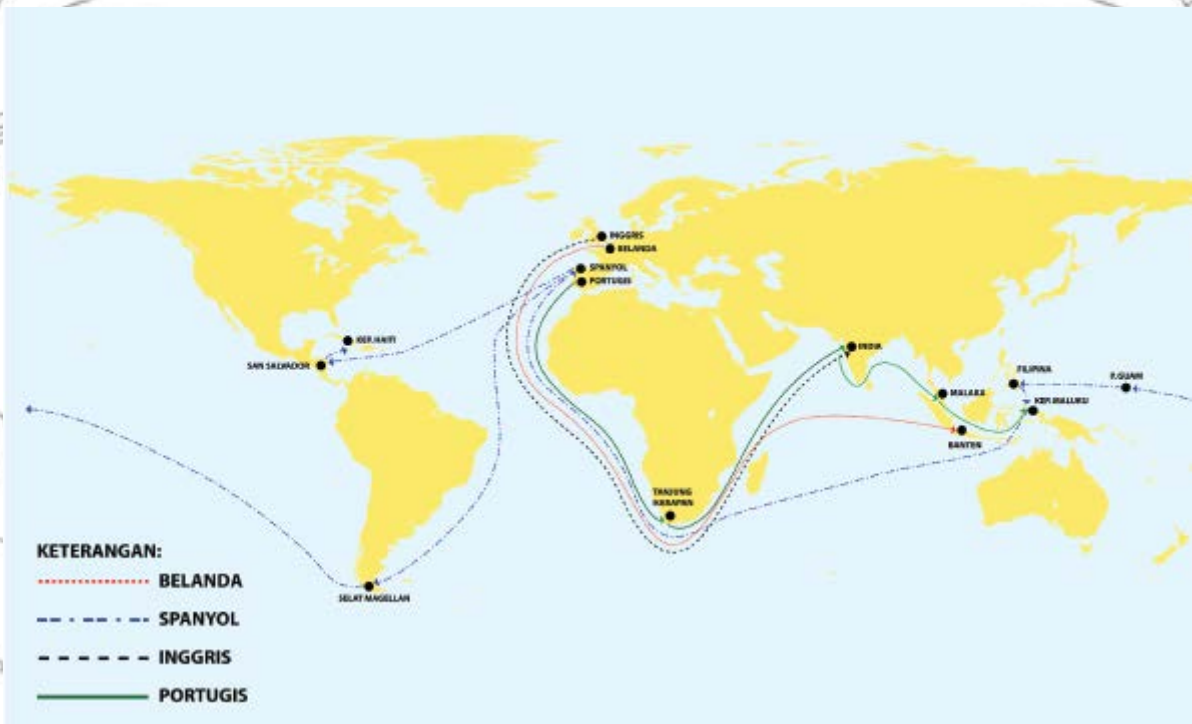 INGGRIS
BELANDA
SPANYOL
PORTUGIS
KEP. HAITI
SAN SALVADOR
INDIA
FILIPINA
P. GUAM
MALAKA
KEP. MALUKU
BANTEN
TANJUNG
HARAPAN
SELAT MAGELLAN
KETERANGAN:
BELANDA
SPANYOL
INGGRIS
PORTUGIS